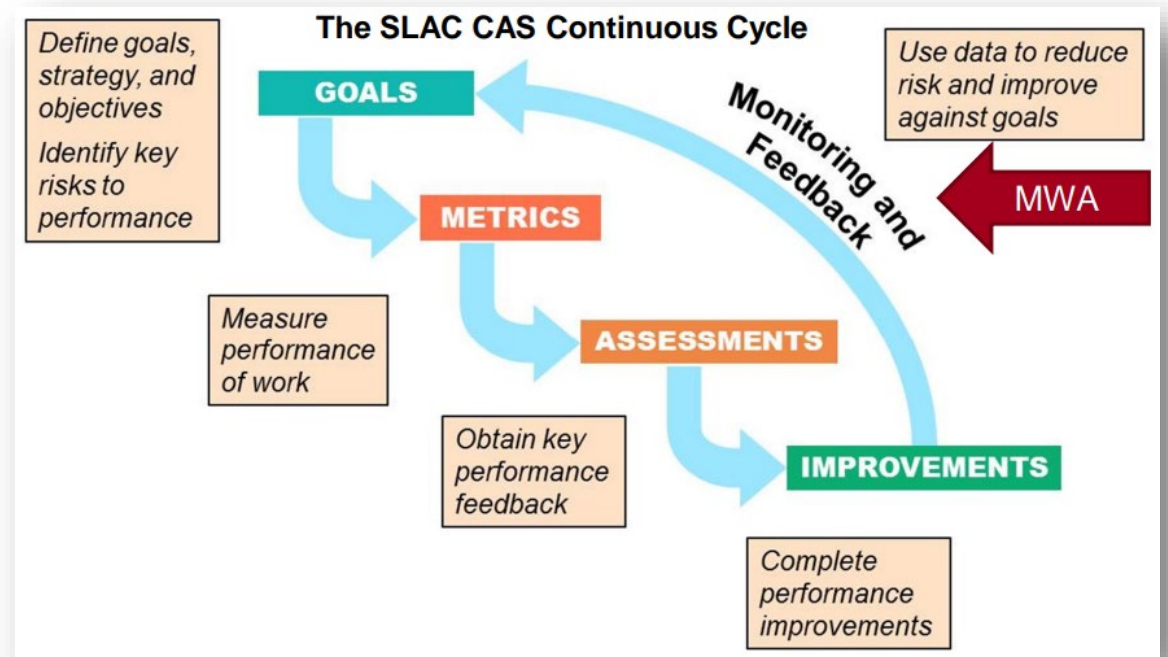 The SLAC CAS Continuous Cycle
Define goals,
strategy, and
objectives
Identify key
risks to
performance
GOALS
Monitoring and
Feedback
Use data to reduce
risk and improve
against goals
MWA
METRICS
Measure
performance
of work
ASSESSMENTS
Obtain key
performance
feedback
IMPROVEMENTS
Complete
performance
improvements